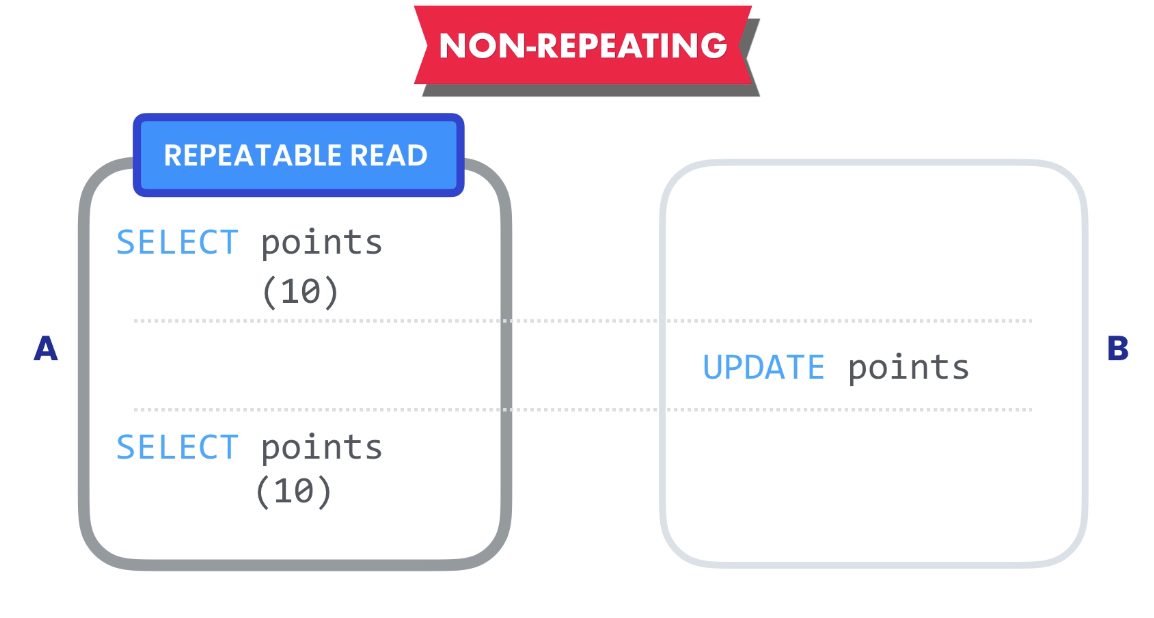 NON-REPEATING
REPEATABLE READ
SELECT points
(10)
A
UPDATE points
B
SELECT points
(10)